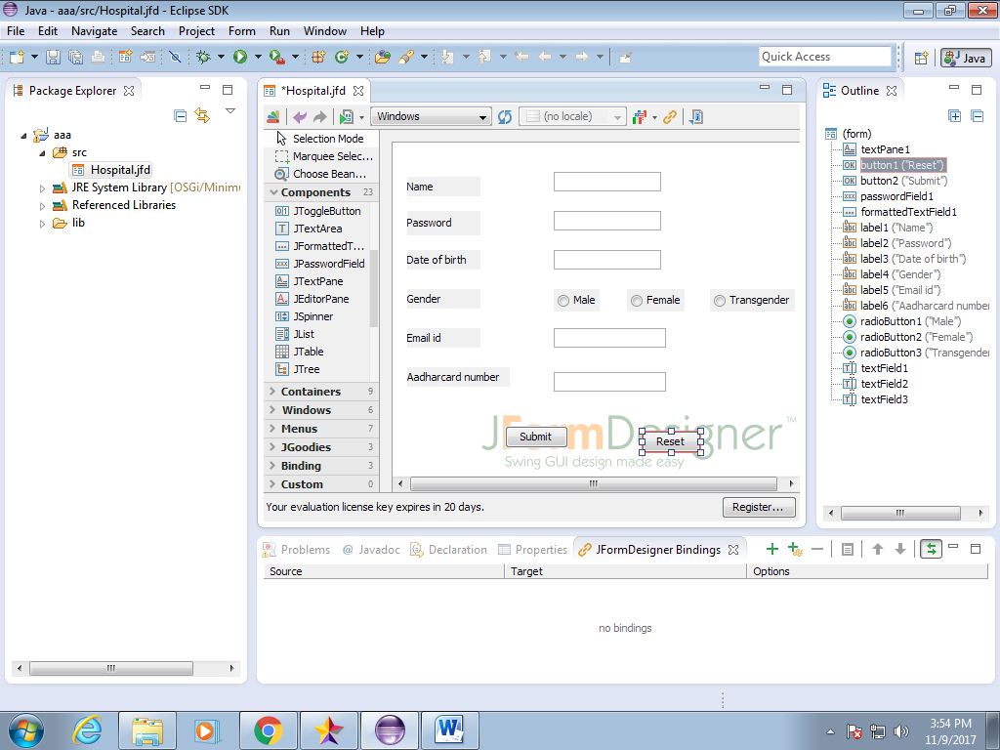 Java - aaa/src/Hospital.jfd - Eclipse SDK
File Edit Navigate Search Project Form Run Window Help
Quick Access
Java
Package Explorer
aaa
src
Hospital.jfd
JRE System Library [OSGi/Minimu
Referenced Libraries
lib
*Hospital.jfd
Windows
(no locale)
Selection Mode
Marquee Selec...
Choose Bean...
Components 23
JToggleButton
JTextArea
JFormattedT...
JPasswordField
JTextPane
JEditorPane
JSpinner
JList
JTable
JTree
Containers 9
Windows 6
Menus 7
JGoodies 3
Binding 3
Custom 0
Name
Password
Date of birth
Gender Male Female Transgender
Email id
Aadharcard number
JFormDesigner™
Submit Reset
Swing GUI design made easy
Your evaluation license key expires in 20 days. Register...
Outline
(form)
textPane1
button1 ("Reset")
button2 ("Submit")
passwordField1
formattedTextField1
label1 ("Name")
label2 ("Password")
label3 ("Date of birth")
label4 ("Gender")
label5 ("Email id")
label6 ("Aadharcard number
radioButton1 ("Male")
radioButton2 ("Female")
radioButton3 ("Transgender
textField1
textField2
textField3
Problems @ Javadoc Declaration Properties JFormDesigner Bindings
Source Target Options
no bindings
3:54 PM
11/9/2017